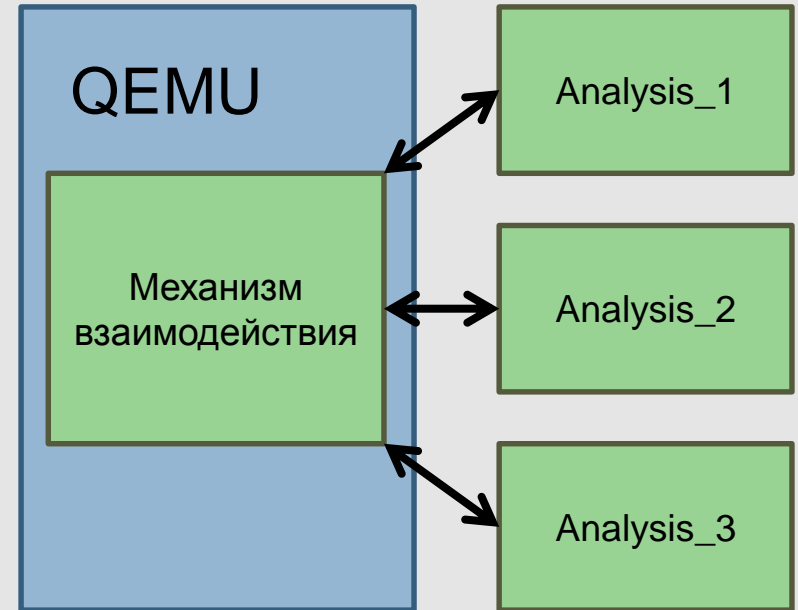 QEMU
Механизм
взаимодействия
Analysis_1
Analysis_2
Analysis_3